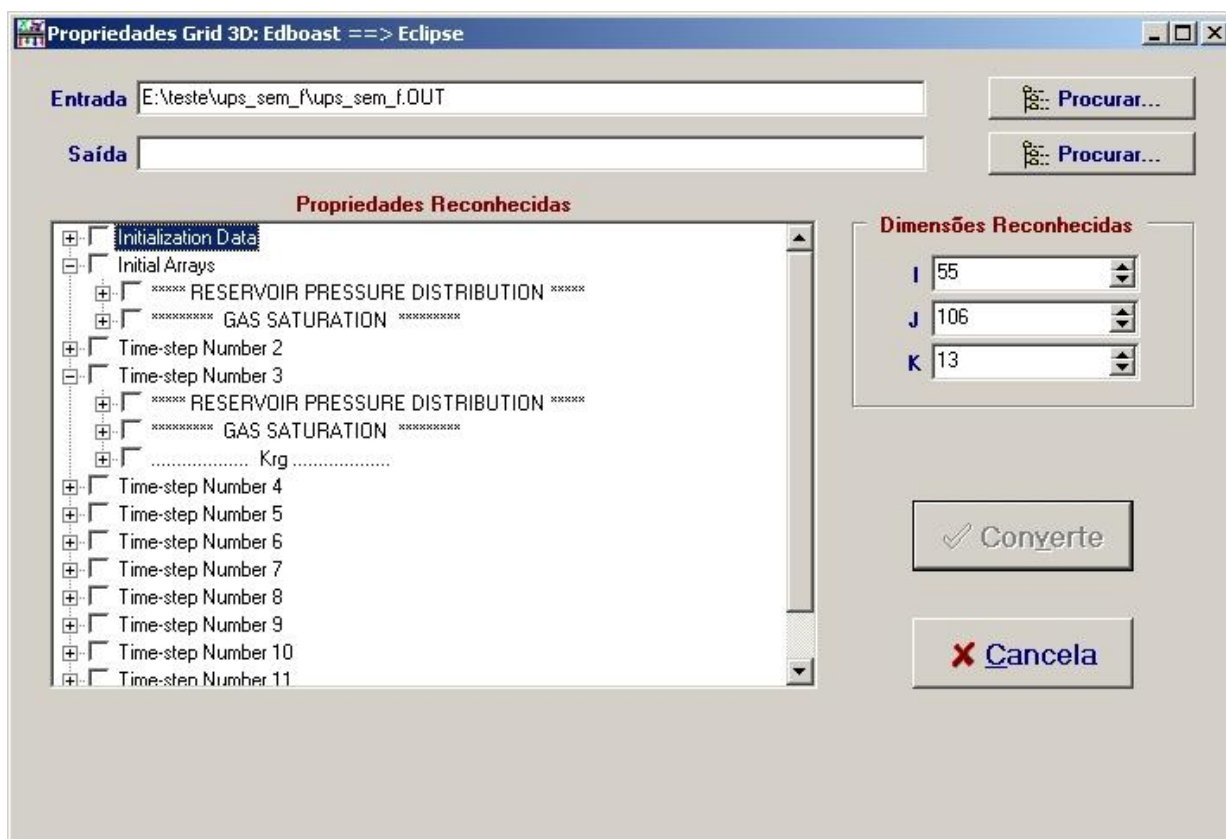 Propriedades Grid 3D: Edboast ==> Eclipse
Entrada E:\teste\ups_sem_f\ups_sem_f.OUT Procurar...
Saída Procurar...
Propriedades Reconhecidas
Initialization Data
Initial Arrays
***** RESERVOIR PRESSURE DISTRIBUTION *****
********* GAS SATURATION *********
Time-step Number 2
Time-step Number 3
***** RESERVOIR PRESSURE DISTRIBUTION *****
********* GAS SATURATION *********
................... Krg ...................
Time-step Number 4
Time-step Number 5
Time-step Number 6
Time-step Number 7
Time-step Number 8
Time-step Number 9
Time-step Number 10
Time-step Number 11
Dimensões Reconhecidas
I 55
J 106
K 13
Converte
Cancela